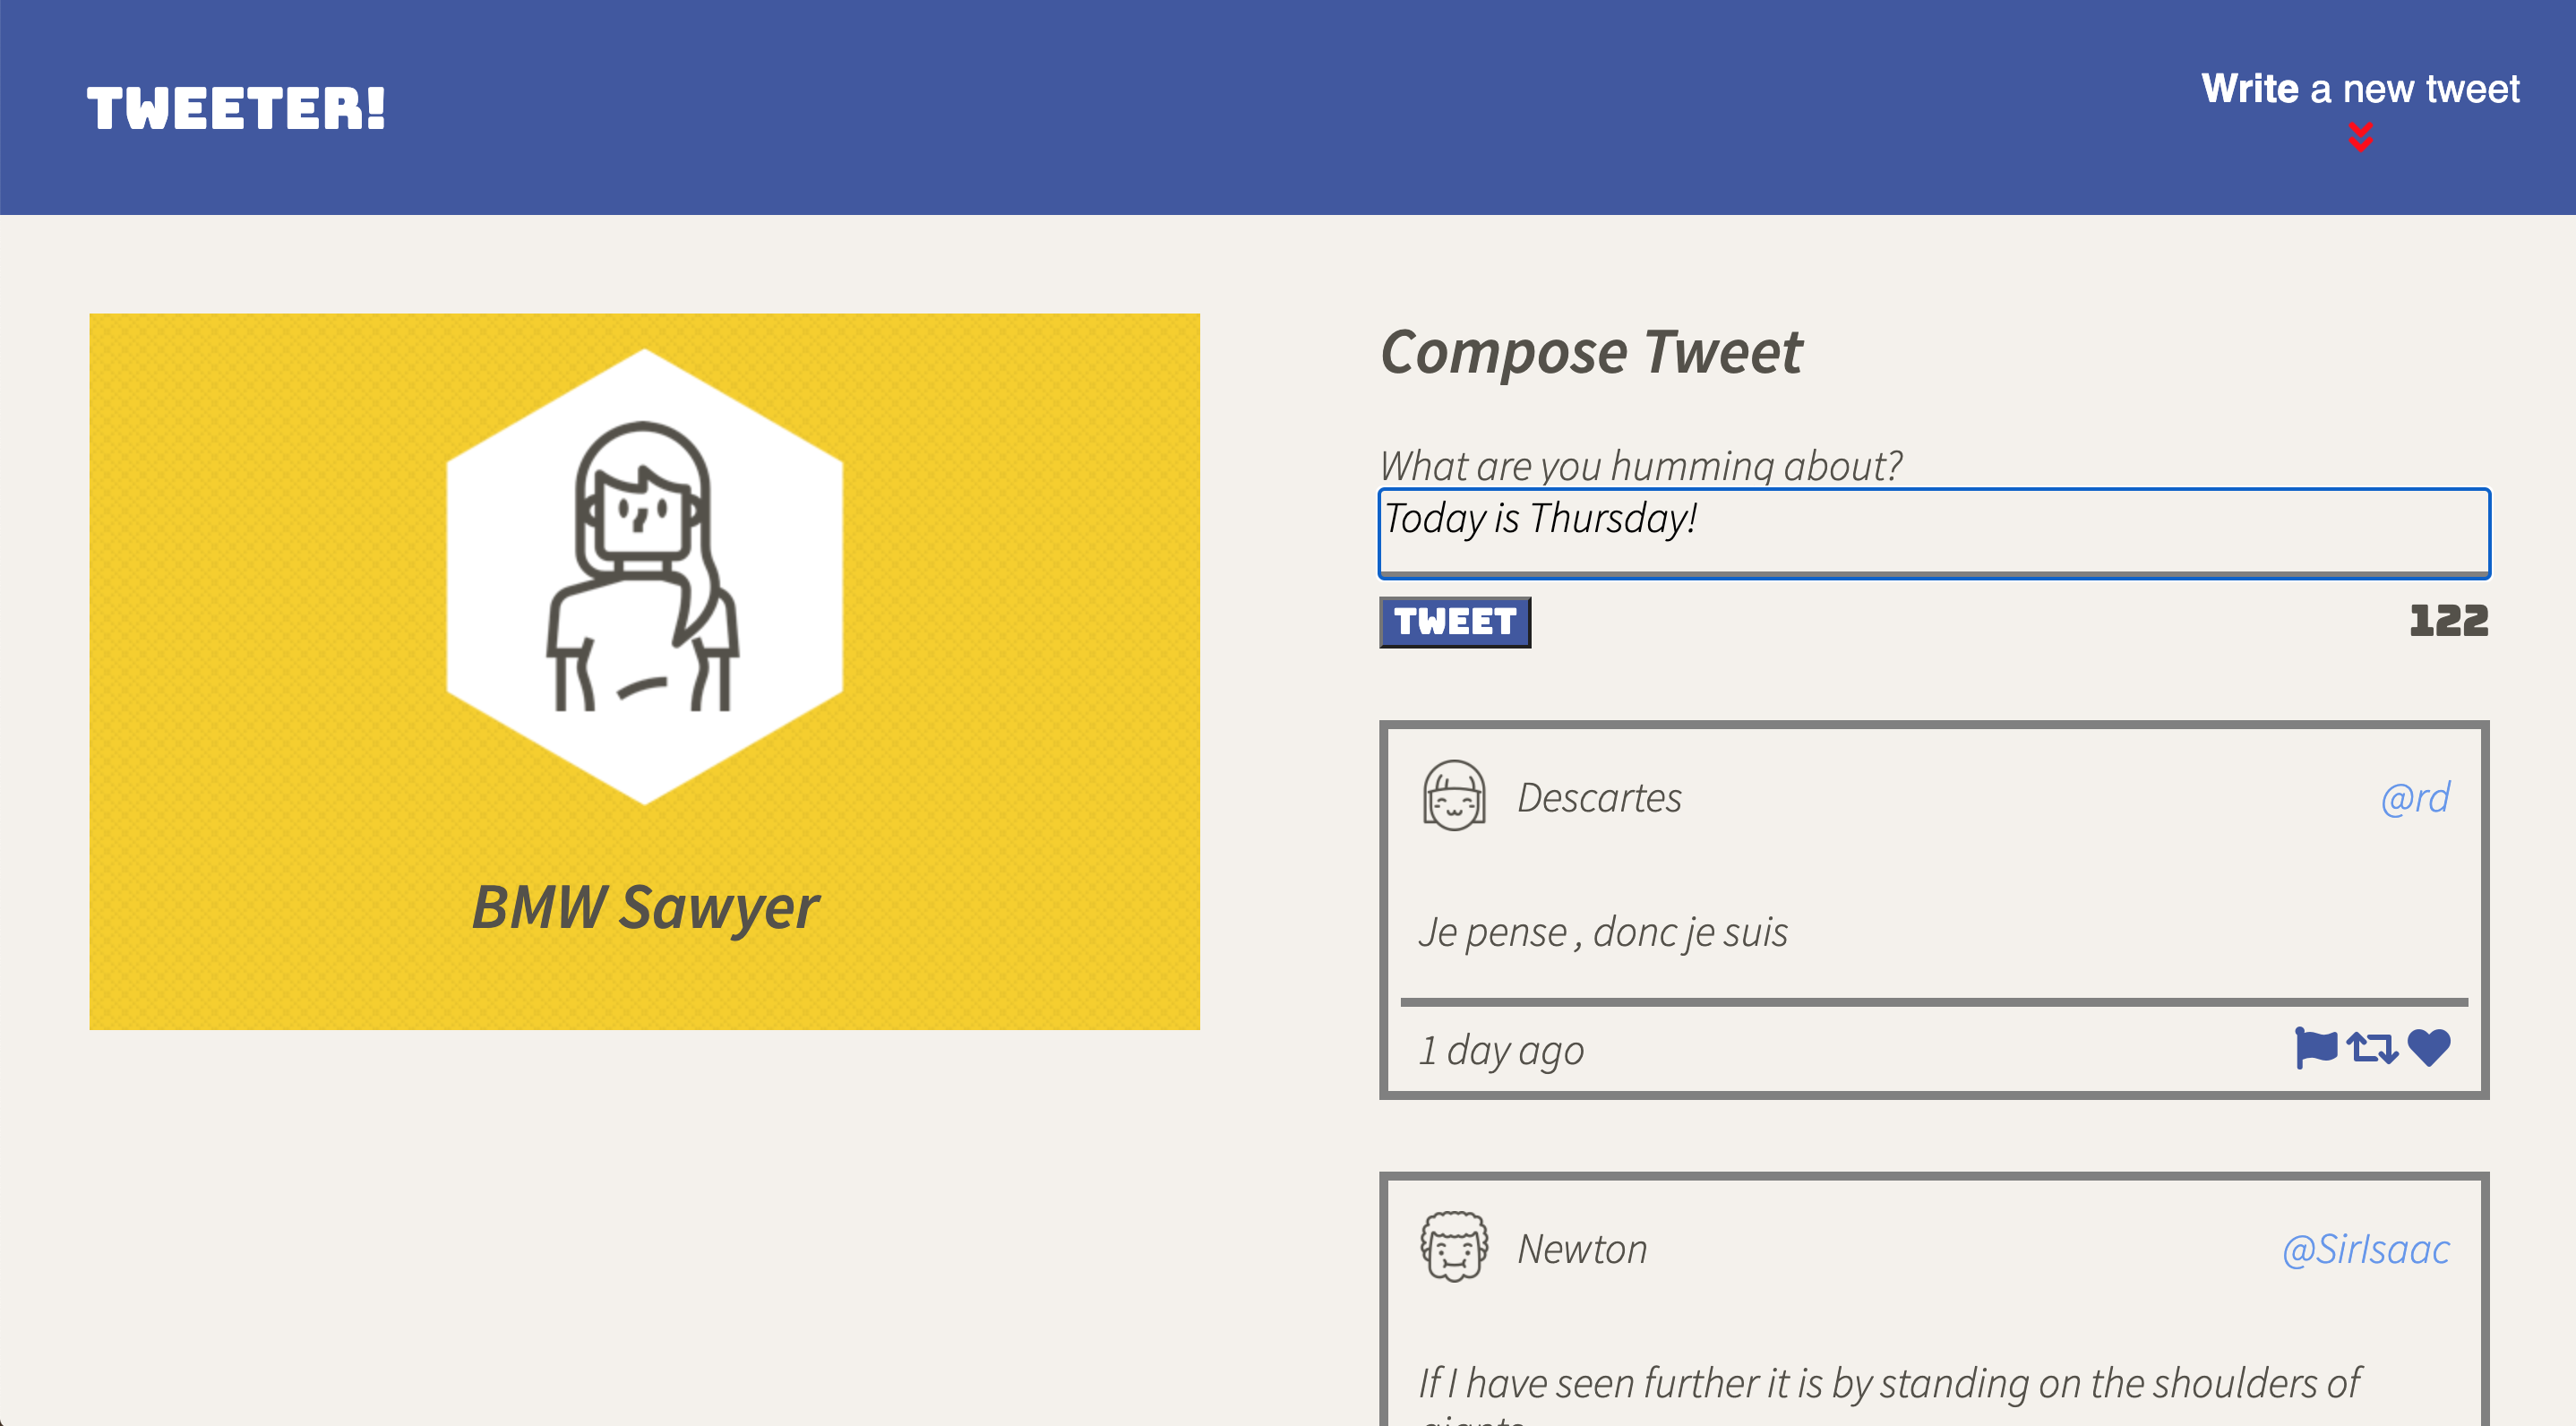 TWEETER!
Write a new tweet
BMW Sawyer
Compose Tweet
What are you humming about?
Today is Thursday!
TWEET
122
Descartes
@rd
Je pense , donc je suis
1 day ago
Newton
@SirIsaac
If I have seen further it is by standing on the shoulders of